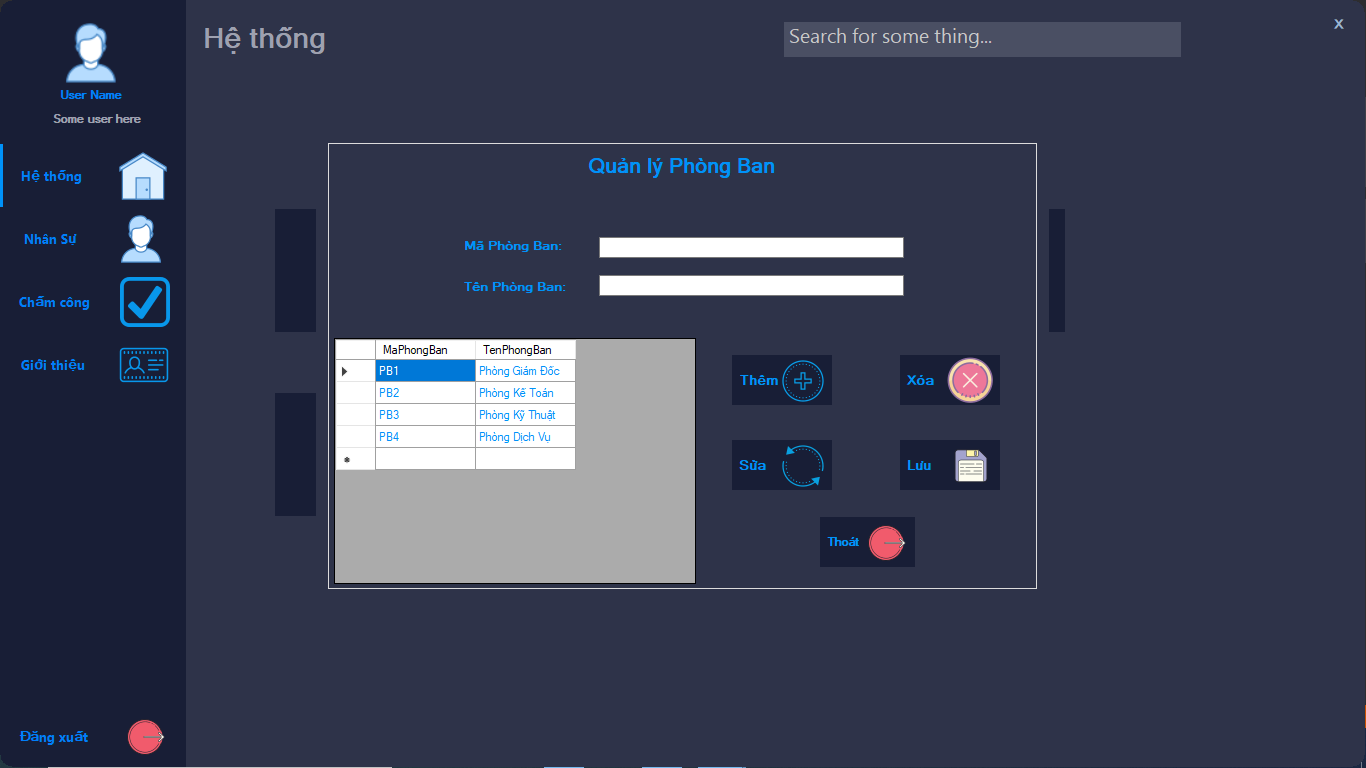 Hệ thống
Search for some thing...
x
User Name
Some user here
Hệ thống
Nhân Sự
Chấm công
Giới thiệu
Đăng xuất
Quản lý Phòng Ban
Mã Phòng Ban:
Tên Phòng Ban:
MaPhongBan TenPhongBan
PB1 Phòng Giám Đốc
PB2 Phòng Kế Toán
PB3 Phòng Kỹ Thuật
PB4 Phòng Dịch Vụ
Thêm
Xóa
Sửa
Lưu
Thoát